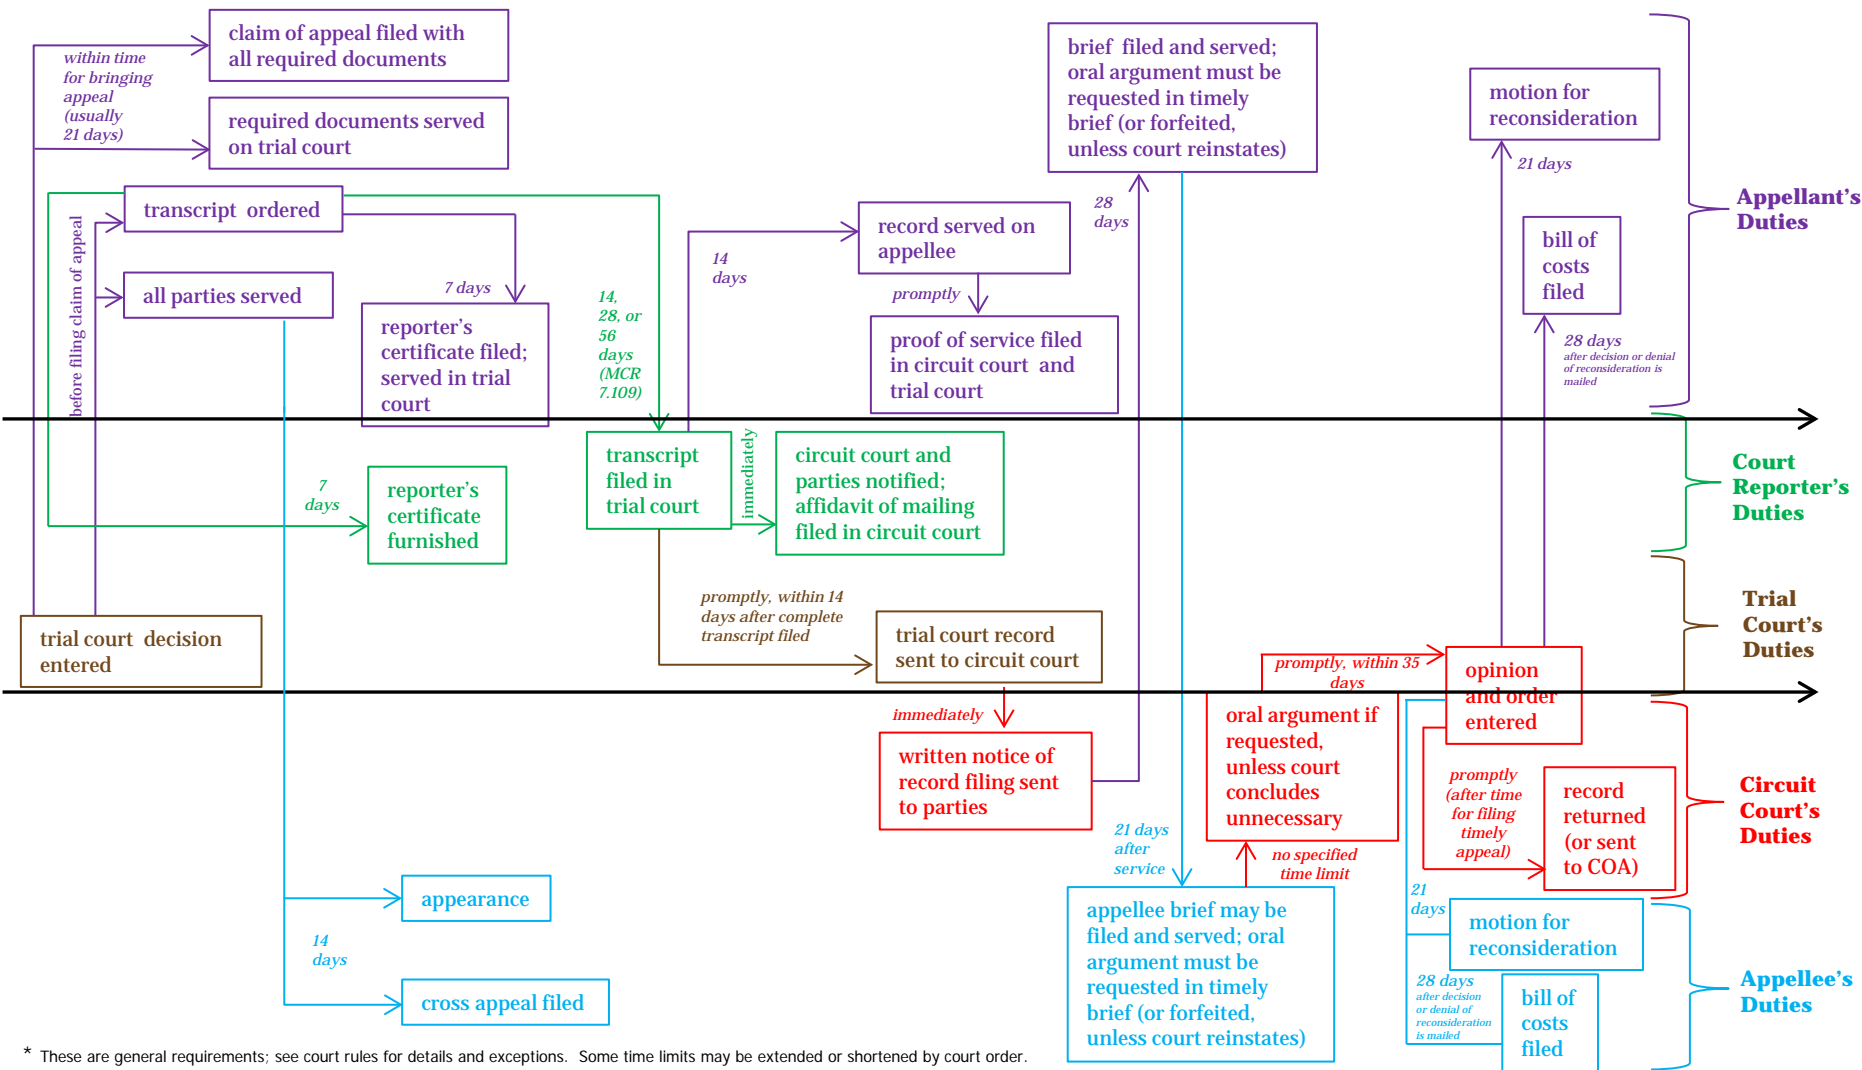 within time
for bringing
appeal
(usually
21 days)
claim of appeal filed with
all required documents
required documents served
on trial court
before filing claim of appeal
transcript ordered
all parties served
7 days
reporter's
certificate filed;
served in trial
court
14,
28, or
56
days
(MCR
7.109)
14
days
record served on
appellee
promptly
proof of service filed
in circuit court and
trial court
28
days
brief filed and served;
oral argument must be
requested in timely
brief (or forfeited,
unless court reinstates)
motion for
reconsideration
21 days
bill of
costs
filed
28 days
after decision or denial
of reconsideration is
mailed
Appellant's
Duties
7
days
reporter's
certificate
furnished
transcript
filed in
trial court
immediately
circuit court and
parties notified;
affidavit of mailing
filed in circuit court
Court
Reporter's
Duties
trial court decision
entered
promptly, within 14
days after complete
transcript filed
trial court record
sent to circuit court
Trial
Court's
Duties
immediately
written notice of
record filing sent
to parties
promptly, within 35
days
oral argument if
requested,
unless court
concludes
unnecessary
no specified
time limit
opinion
and order
entered
promptly
(after time
for filing
timely
appeal)
record
returned
(or sent
to COA)
Circuit
Court's
Duties
appearance
14
days
cross appeal filed
21 days
after
service
appellee brief may be
filed and served; oral
argument must be
requested in timely
brief (or forfeited,
unless court reinstates)
21
days
motion for
reconsideration
28 days
after decision
or denial of
reconsideration
is mailed
bill of
costs
filed
Appellee's
Duties
* These are general requirements; see court rules for details and exceptions. Some time limits may be extended or shortened by court order.